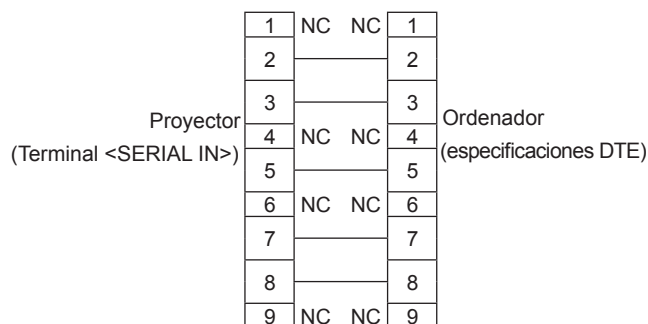 1 NC NC 1
2 2
3 3
Proyector
(Terminal <SERIAL IN>)
4 NC NC 4
Ordenador
(especificaciones DTE)
5 5
6 NC NC 6
7 7
8 8
9 NC NC 9